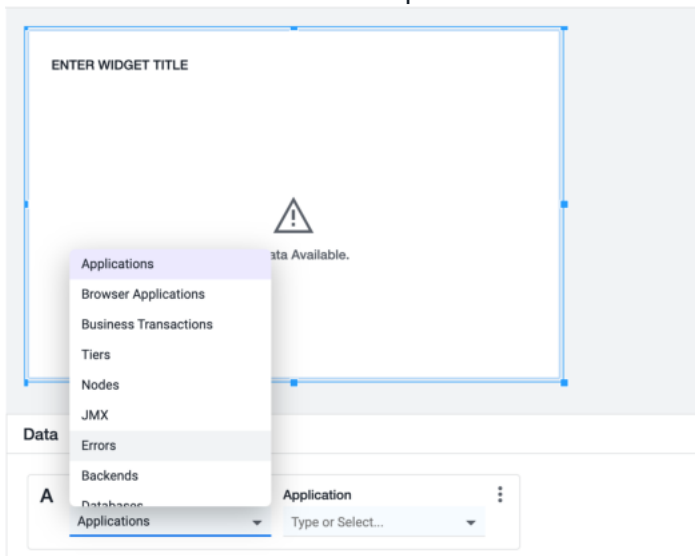 ENTER WIDGET TITLE
ata Available.
Applications
Browser Applications
Business Transactions
Tiers
Nodes
JMX
Errors
Backends
Databases
Data
A
Applications
Application
Type or Select...